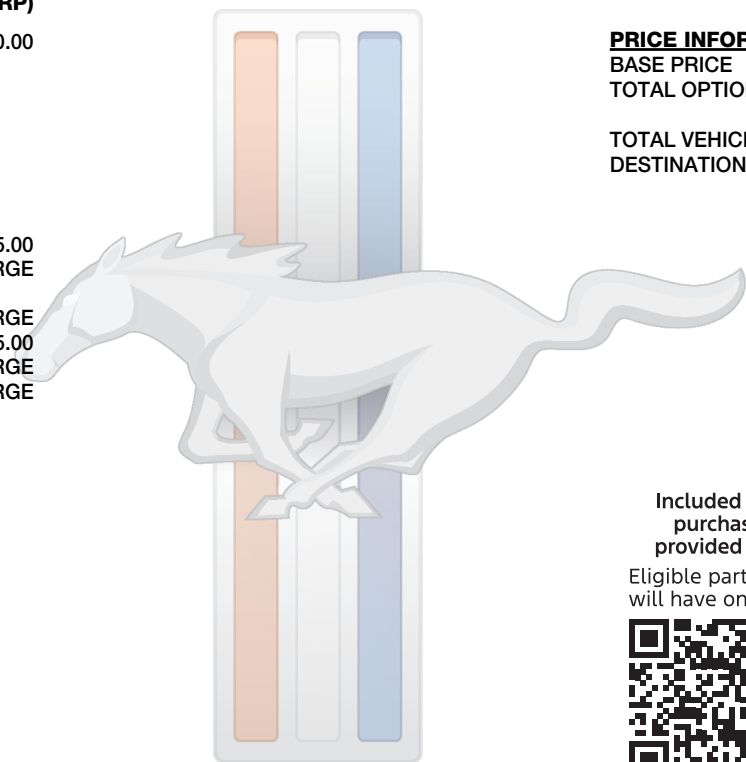 RP)
0.00
5.00
RGE
RGE
5.00
RGE
RGE
PRICE INFOR
BASE PRICE
TOTAL OPTIO
TOTAL VEHIC
DESTINATION
Included
purchas
provided
Eligible part
will have on